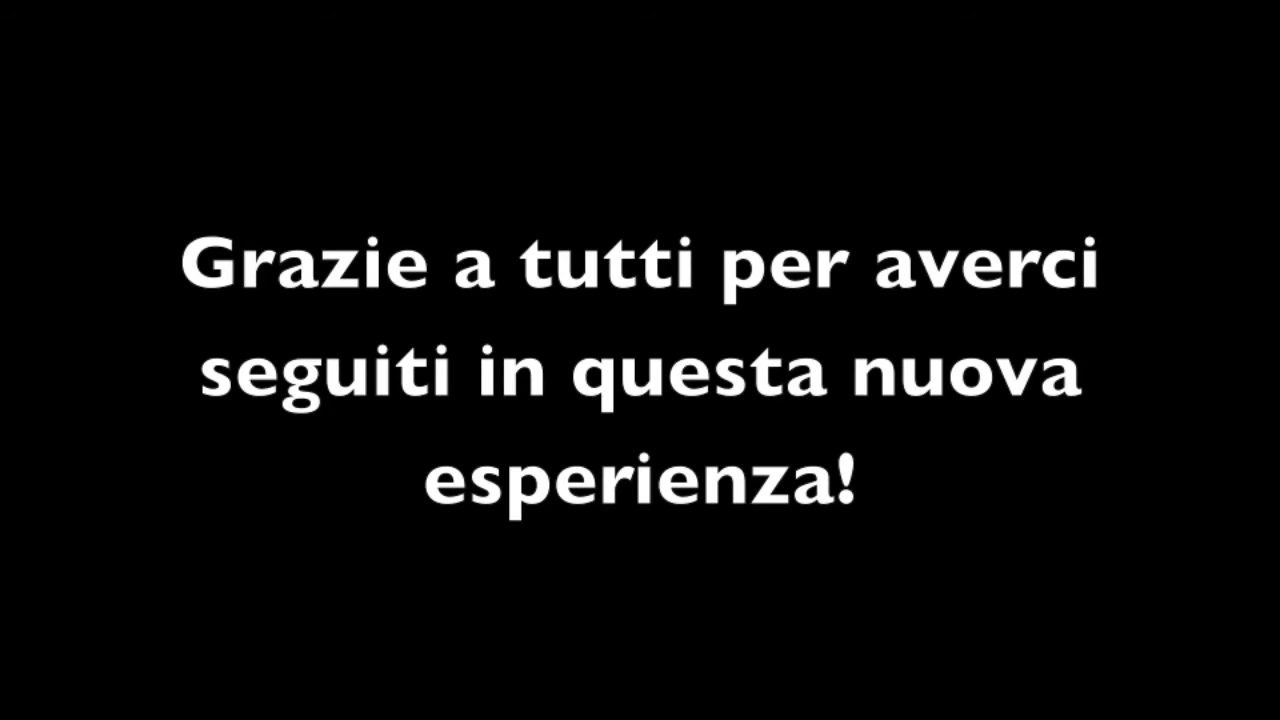 Grazie a tutti per averci
seguiti in questa nuova
esperienza!